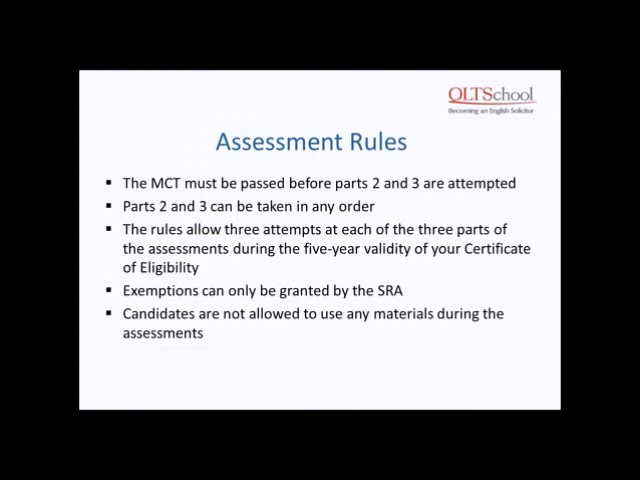 QLTSchool
Becoming an English Solicitor
Assessment Rules
▪ The MCT must be passed before parts 2 and 3 are attempted
▪ Parts 2 and 3 can be taken in any order
▪ The rules allow three attempts at each of the three parts of
the assessments during the five-year validity of your Certificate
of Eligibility
▪ Exemptions can only be granted by the SRA
▪ Candidates are not allowed to use any materials during the
assessments